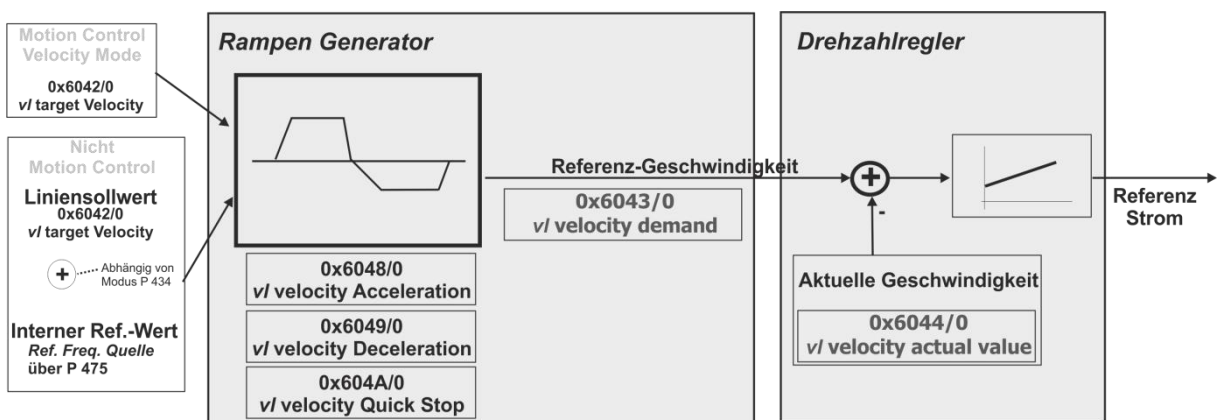 Motion Control
Velocity Mode
0x6042/0
vl target Velocity
Nicht
Motion Control
Liniensollwert
0x6042/0
vl target Velocity
+
Abhängig von
Modus P 434
Interner Ref.-Wert
Ref. Freq. Quelle
über P 475
Rampen Generator
0x6048/0
vl velocity Acceleration
0x6049/0
vl velocity Deceleration
0x604A/0
vl velocity Quick Stop
Referenz-Geschwindigkeit
0x6043/0
vl velocity demand
Drehzahlregler
+
-
Aktuelle Geschwindigkeit
0x6044/0
vl velocity actual value
Referenz
Strom